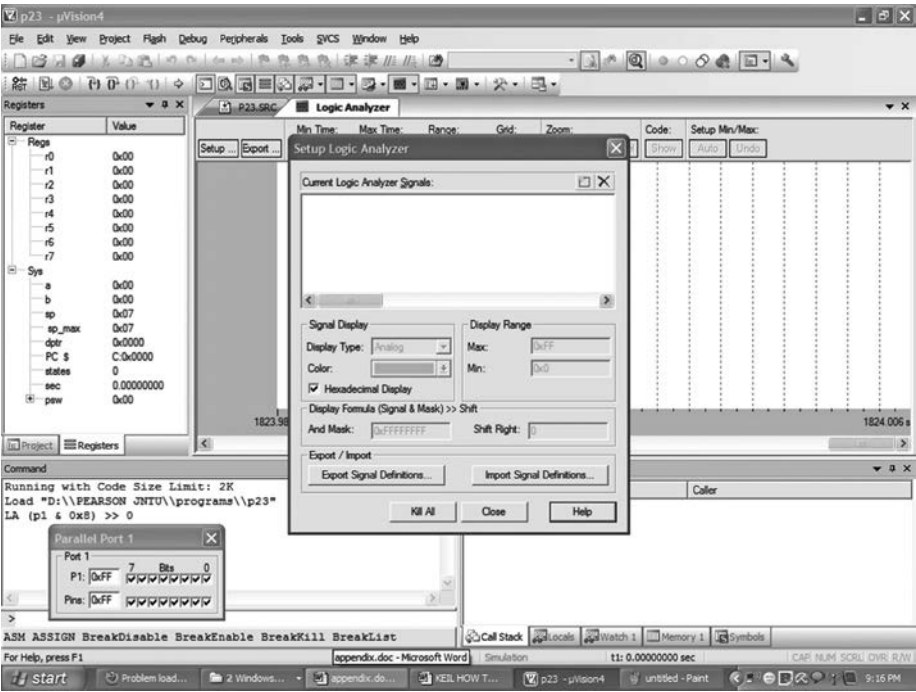 p23 - µVision4
File Edit View Project Flash Debug Peripherals Tools SVCS Window Help
Registers
P23.SRC Logic Analyzer
Register Value
Min Time: Max Time: Range: Grid: Zoom: Code: Setup Min/Max:
Setup ... Export ... Show Auto Undo
Regs
r0 0x00
r1 0x00
r2 0x00
r3 0x00
r4 0x00
r5 0x00
r6 0x00
r7 0x00
Sys
a 0x00
b 0x00
sp 0x07
sp_max 0x07
dptr 0x0000
PC $ C:0x0000
states 0
sec 0.00000000
psw 0x00
1823.98
1824.006 s
Project Registers
Setup Logic Analyzer
Current Logic Analyzer Signals:
Signal Display
Display Type: Analog
Color:
Hexadecimal Display
Display Range
Max: 0xFF
Min: 0x0
Display Formula (Signal & Mask) >> Shift
And Mask: 0xFFFFFFFF Shift Right: 0
Export / Import
Export Signal Definitions... Import Signal Definitions...
Kill All Close Help
Command
Running with Code Size Limit: 2K
Load "D:\\PEARSON JNTU\\programs\\p23"
LA (p1 & 0x8) >> 0
Parallel Port 1
Port 1
7 Bits 0
P1: 0xFF
Pins: 0xFF
>
ASM ASSIGN BreakDisable BreakEnable BreakKill BreakList
Caller
Call Stack Locals Watch 1 Memory 1 Symbols
For Help, press F1
appendix.doc - Microsoft Word
Simulation t1: 0.00000000 sec CAP NUM SCRL OVR R/W
start Problem load... 2 Windows... appendix.do... KEIL HOW T... p23 - µVision4 untitled - Paint 9:16 PM